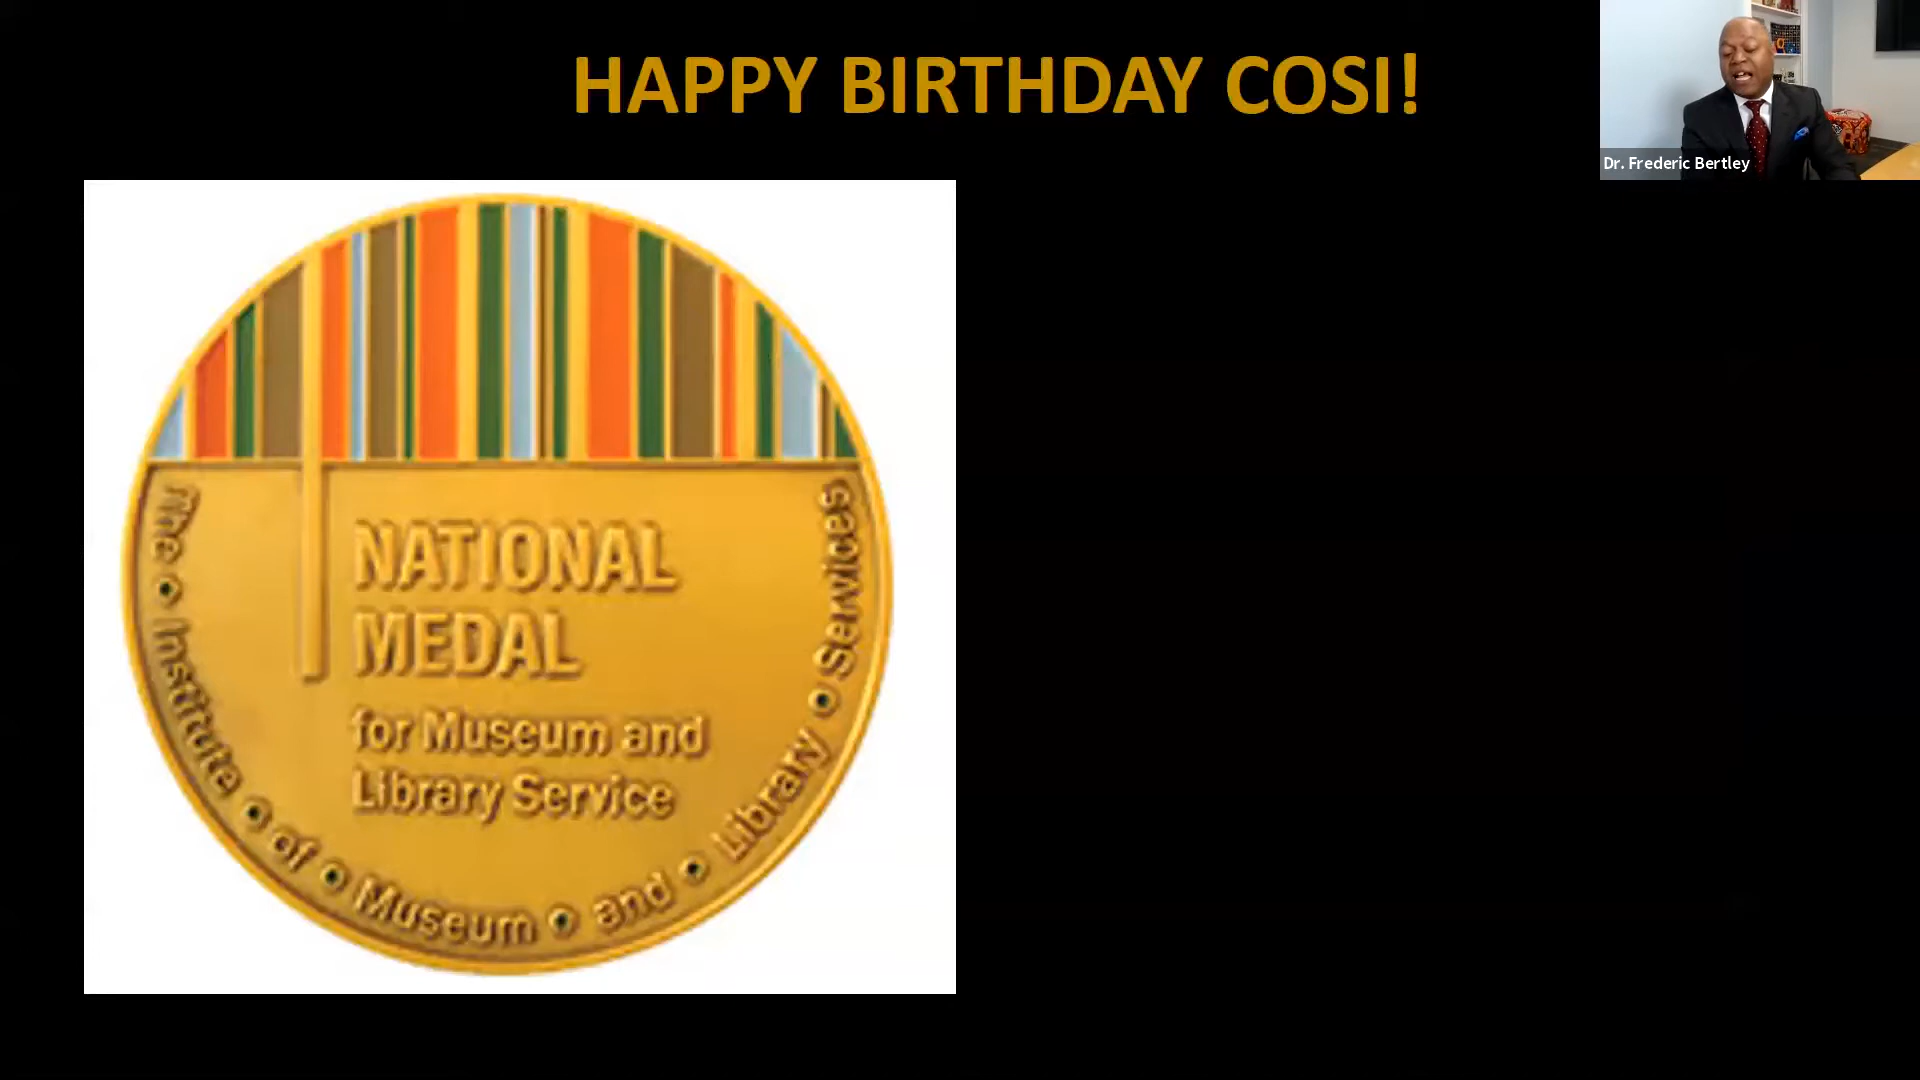 HAPPY BIRTHDAY COSI!
Dr. Frederic Bertley
NATIONAL
MEDAL
for Museum and
Library Service
The • Institute • of • Museum • and • Library • Services